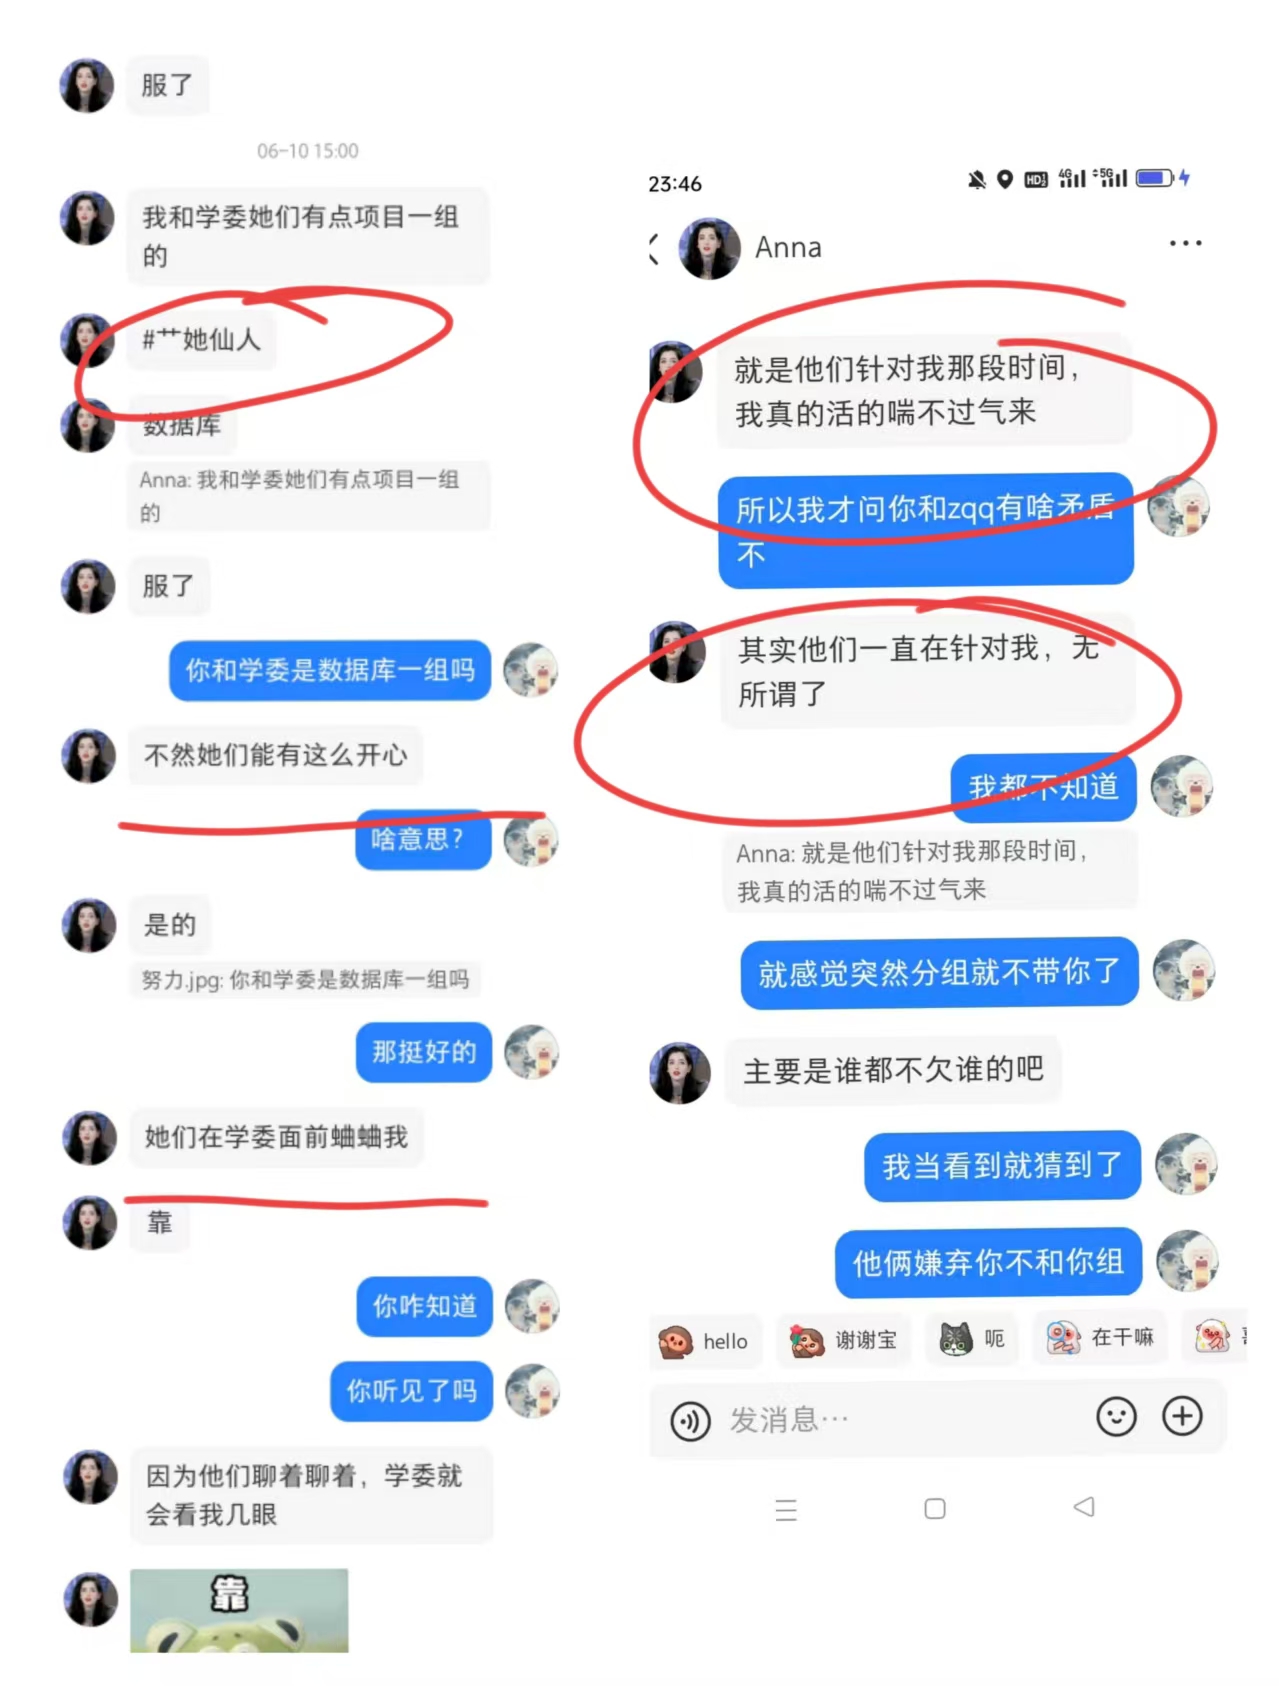 服了
06-10 15:00
我和学委她们有点项目一组
的
#艹她仙人
数据库
Anna: 我和学委她们有点项目一组
的
服了
你和学委是数据库一组吗
不然她们能有这么开心
啥意思？
是的
努力.jpg: 你和学委是数据库一组吗
那挺好的
她们在学委面前蛐蛐我
靠
你咋知道
你听见了吗
因为他们聊着聊着，学委就
会看我几眼
靠
23:46
HD2 4G 5G
Anna
就是他们针对我那段时间，
我真的活的喘不过气来
所以我才问你和zqq有啥矛盾
不
其实他们一直在针对我，无
所谓了
我都不知道
Anna: 就是他们针对我那段时间，
我真的活的喘不过气来
就感觉突然分组就不带你了
主要是谁都不欠谁的吧
我当看到就猜到了
他俩嫌弃你不和你组
hello 谢谢宝 呃 在干嘛
发消息…